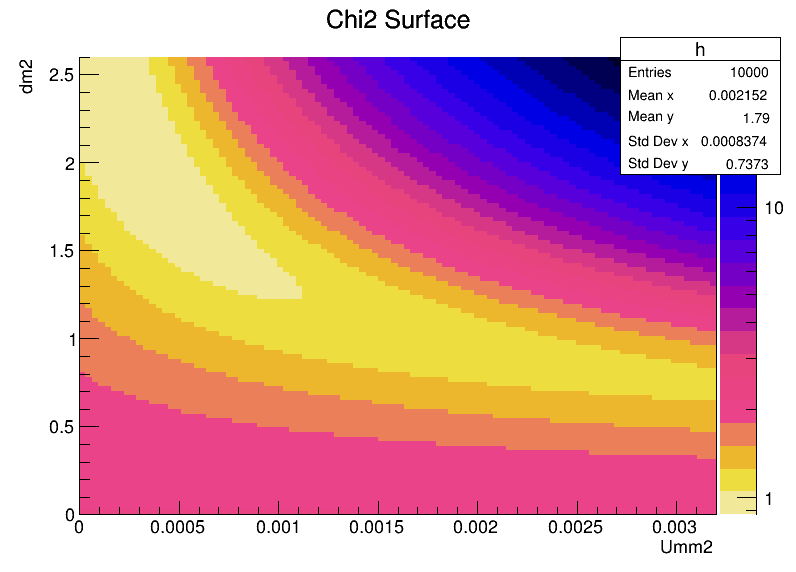 Chi2 Surface
dm2
h
Entries 10000
Mean x 0.002152
Mean y 1.79
Std Dev x 0.0008374
Std Dev y 0.7373
2.5
2
1.5
1
0.5
0
10
1
0 0.0005 0.001 0.0015 0.002 0.0025 0.003
Umm2